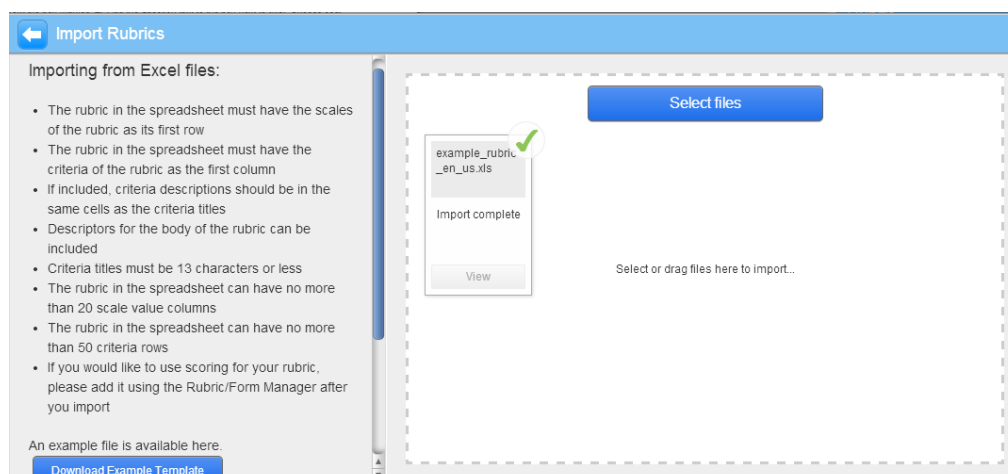 Import Rubrics
Importing from Excel files:
• The rubric in the spreadsheet must have the scales
of the rubric as its first row
• The rubric in the spreadsheet must have the
criteria of the rubric as the first column
• If included, criteria descriptions should be in the
same cells as the criteria titles
• Descriptors for the body of the rubric can be
included
• Criteria titles must be 13 characters or less
• The rubric in the spreadsheet can have no more
than 20 scale value columns
• The rubric in the spreadsheet can have no more
than 50 criteria rows
• If you would like to use scoring for your rubric,
please add it using the Rubric/Form Manager after
you import
An example file is available here.
Download Example Template
Select files
example_rubric
_en_us.xls
Import complete
View
Select or drag files here to import...